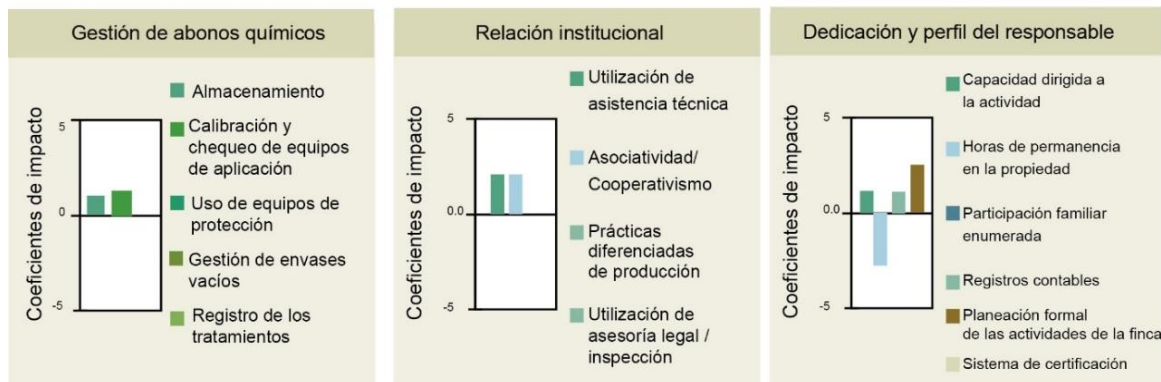 Gestión de abonos químicos
Coeficientes de impacto
5
0
-5
Almacenamiento
Calibración y
chequeo de equipos
de aplicación
Uso de equipos de
protección
Gestión de envases
vacíos
Registro de los
tratamientos
Relación institucional
Coeficientes de impacto
5
0.0
-5
Utilización de
asistencia técnica
Asociatividad/
Cooperativismo
Prácticas
diferenciadas
de producción
Utilización de
asesoría legal /
inspección
Dedicación y perfil del responsable
Coeficientes de impacto
5
0.0
-5
Capacidad dirigida a
la actividad
Horas de permanencia
en la propiedad
Participación familiar
enumerada
Registros contables
Planeación formal
de las actividades de la finca
Sistema de certificación